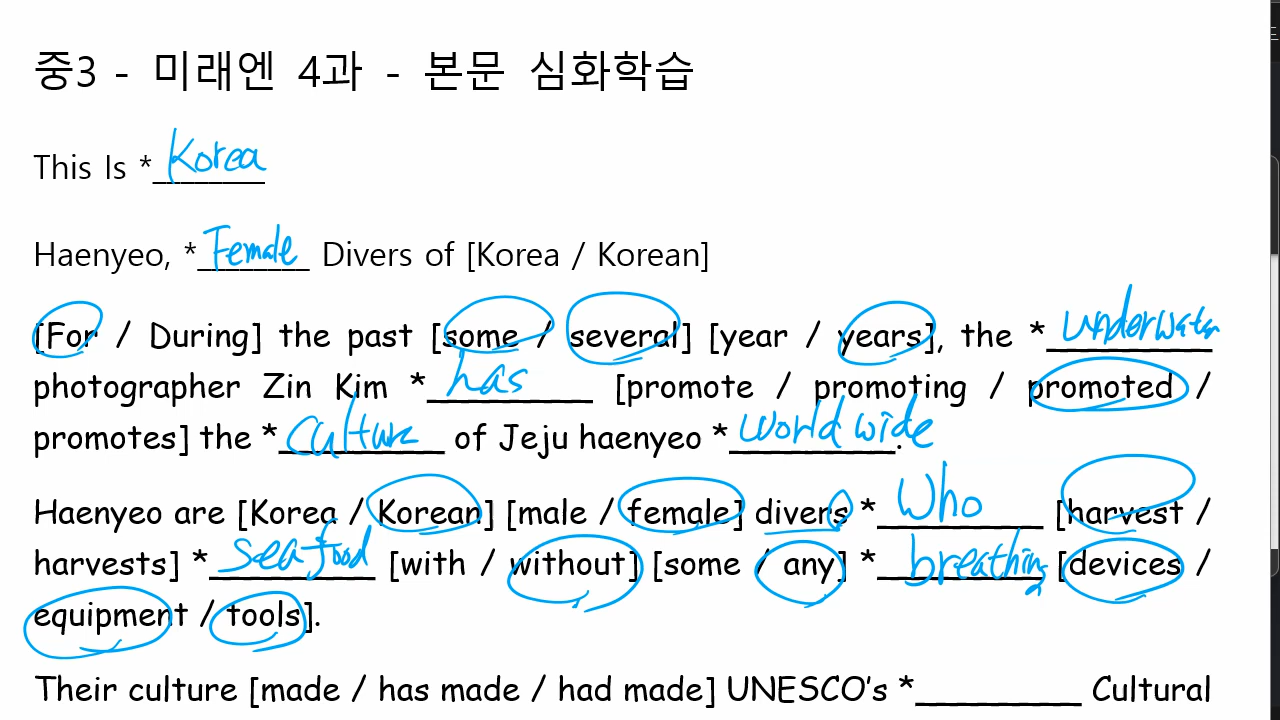 중3 - 미래엔 4과 - 본문 심화학습
This Is *Korea
Haenyeo, *Female Divers of [Korea / Korean]
[For / During] the past [some / several] [year / years], the *underwater
photographer Zin Kim *has [promote / promoting / promoted /
promotes] the *culture of Jeju haenyeo *worldwide.
Haenyeo are [Korea / Korean] [male / female] divers *who [harvest /
harvests] *seafood [with / without] [some / any] *breathing [devices /
equipment / tools].
Their culture [made / has made / had made] UNESCO's *__________ Cultural